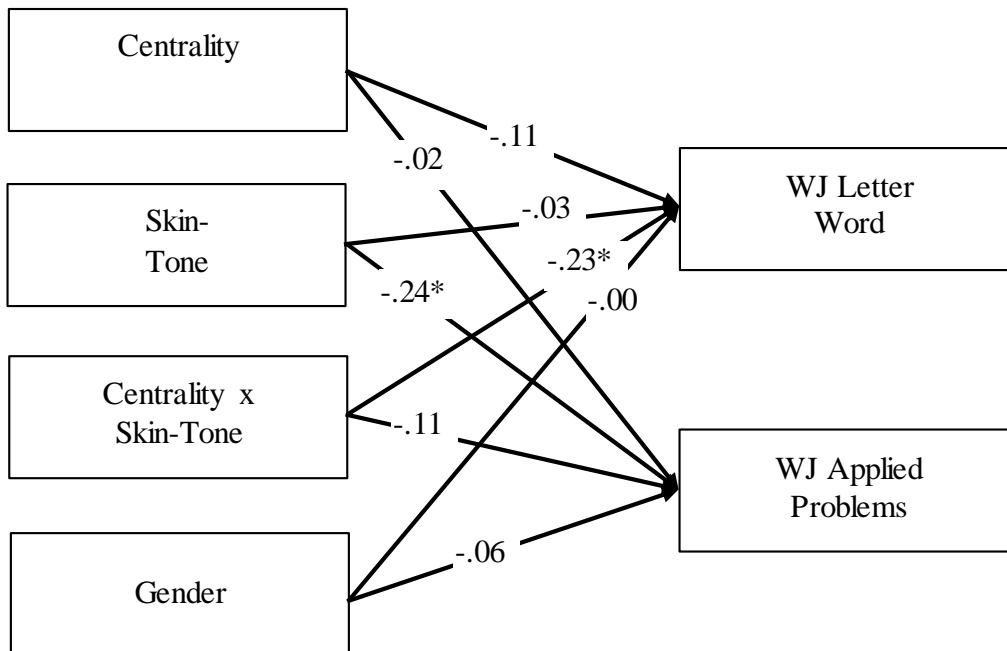 Centrality
-.11
-.02
WJ Letter
Word
Skin-
Tone
-.03
-.23*
-.24*
-.00
Centrality x
Skin-Tone
-.11
WJ Applied
Problems
-.06
Gender